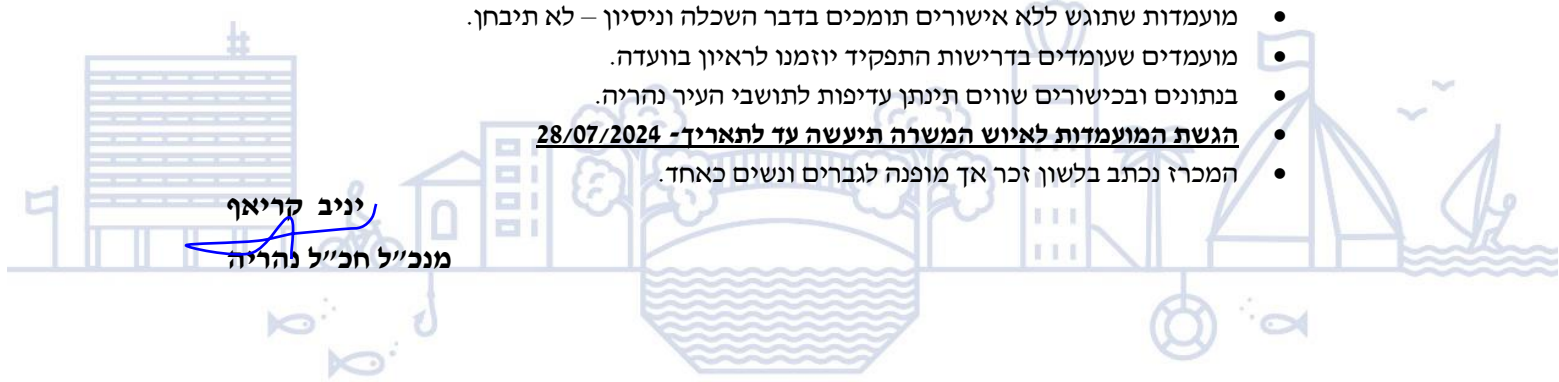 מועמדות שתוגש ללא אישורים תומכים בדבר השכלה וניסיון – לא תיבחן.
מועמדים שעומדים בדרישות התפקיד יוזמנו לראיון בוועדה.
בנתונים ובכישורים שווים תינתן עדיפות לתושבי העיר נהריה.
הגשת המועמדות לאיוש המשרה תיעשה עד לתאריך- 28/07/2024
המכרז נכתב בלשון זכר אך מופנה לגברים ונשים כאחד.
יניב קריאף
מנכ״ל חכ״ל נהריה